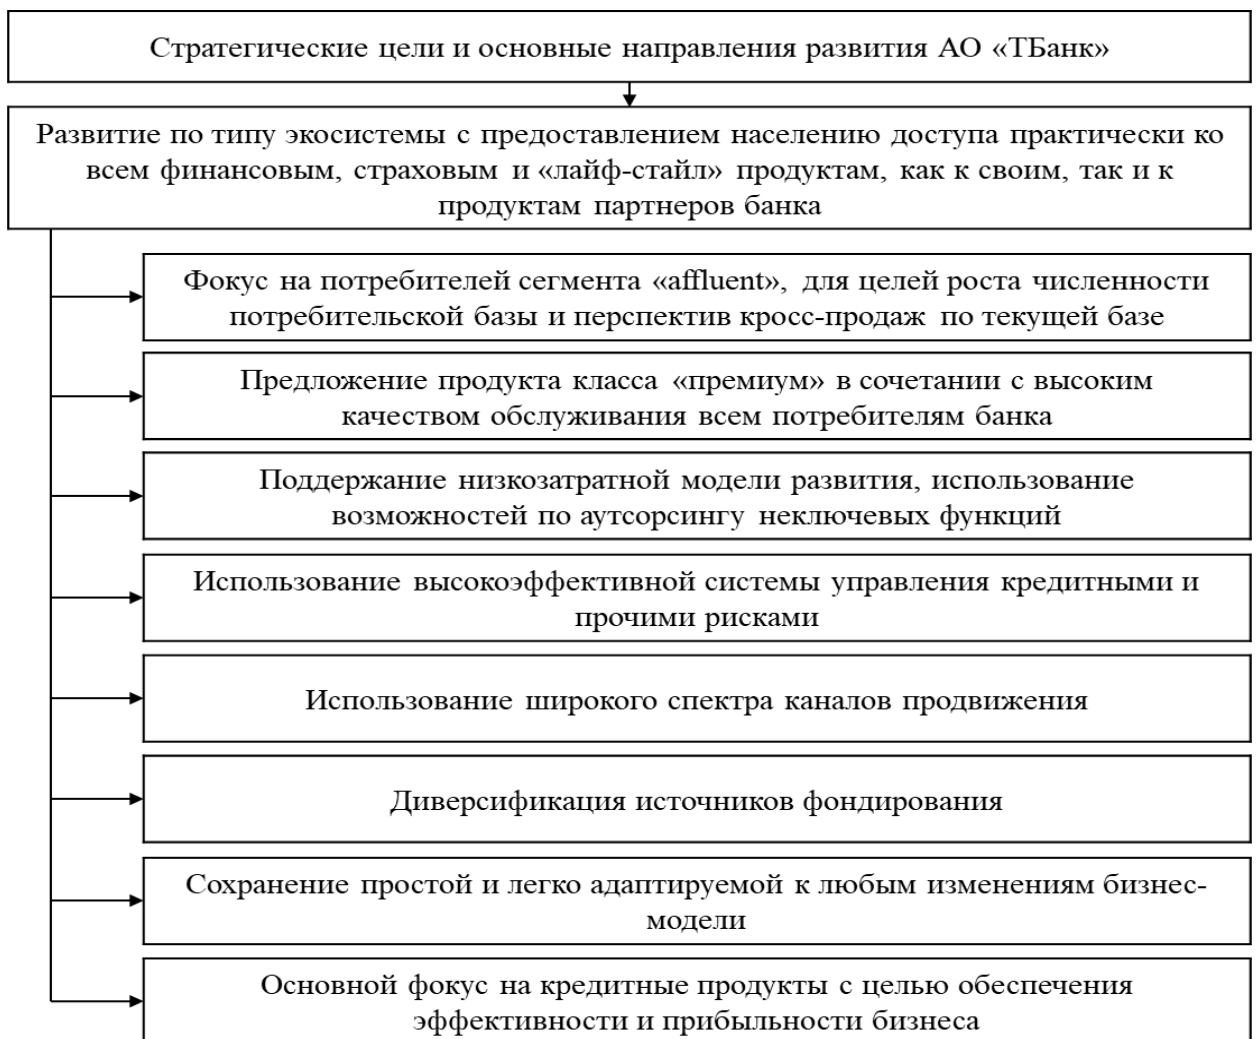 Стратегические цели и основные направления развития АО «ТБанк»
Развитие по типу экосистемы с предоставлением населению доступа практически ко
всем финансовым, страховым и «лайф-стайл» продуктам, как к своим, так и к
продуктам партнеров банка
Фокус на потребителей сегмента «affluent», для целей роста численности
потребительской базы и перспектив кросс-продаж по текущей базе
Предложение продукта класса «премиум» в сочетании с высоким
качеством обслуживания всем потребителям банка
Поддержание низкозатратной модели развития, использование
возможностей по аутсорсингу неключевых функций
Использование высокоэффективной системы управления кредитными и
прочими рисками
Использование широкого спектра каналов продвижения
Диверсификация источников фондирования
Сохранение простой и легко адаптируемой к любым изменениям бизнес-
модели
Основной фокус на кредитные продукты с целью обеспечения
эффективности и прибыльности бизнеса